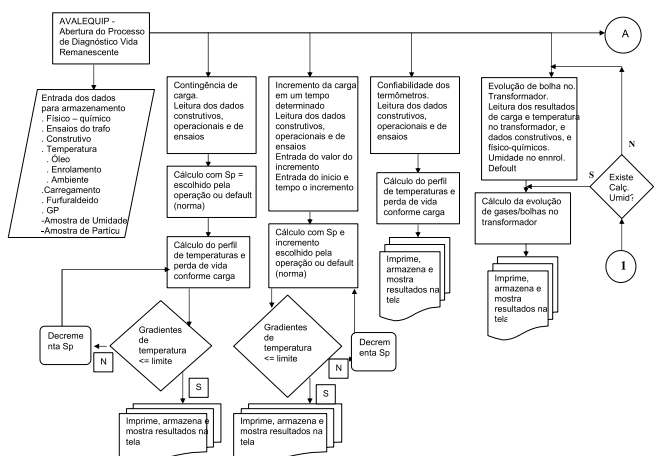 AVALEQUIP -
Abertura do Processo
de Diagnóstico Vida
Remanescente
A
Entrada dos dados
para armazenamento
. Físico – químico
. Ensaios do trafo
. Construtivo
. Temperatura
. Óleo
. Enrolamento
. Ambiente
.Carregamento
. Furfuraldeido
. GP
-Amostra de Umidade
-Amostra de Partícu
Contingência de
carga.
Leitura dos dados
construtivos,
operacionais e de
ensaios
Cálculo com Sp =
escolhido pela
operação ou default
(norma)
Cálculo do perfil
de temperaturas e
perda de vida
conforme carga
Gradientes
de
temperatura
<= limite
Decreme
nta Sp
N
S
Imprime, armazena e
mostra resultados na
tela
Incremento da carga
em um tempo
determinado
Leitura dos dados
construtivos,
operacionais e de
ensaios
Entrada do valor do
incremento
Entrada do inicio e
tempo o incremento
Cálculo com Sp e
incremento
escolhido pela
operação ou default
(norma)
Gradientes
de
temperatura
<= limite
Decrem
enta Sp
N
S
Imprime, armazena e
mostra resultados na
tela
Confiabilidade dos
termômetros.
Leitura dos dados
construtivos,
operacionais e de
ensaios
Cálculo do perfil
de temperaturas e
perda de vida
conforme carga
Imprime,
armazena e
mostra
resultados na
tela
Evolução de bolha no.
Transformador.
Leitura dos resultados
de carga e temperatura
no transformador, e
dados construtivos, e
físico-químicos.
Umidade no ennrol.
Defoult
Cálculo da evolução
de gases/bolhas no
transformador
Imprime,
armazena e
mostra
resultados na
tela
N
S
Existe
Calç.
Umid?
1